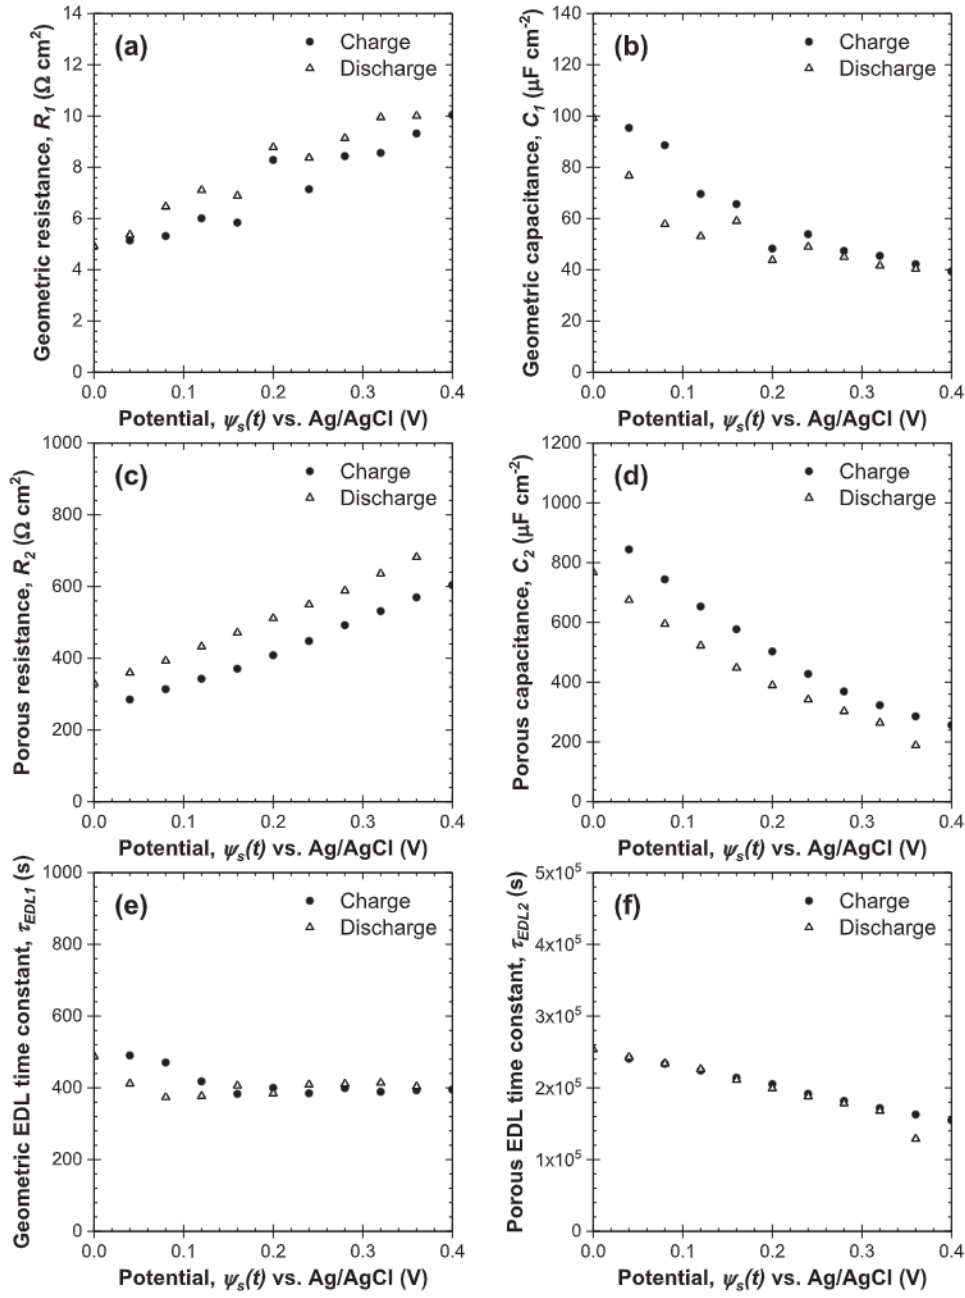 (a)
Charge
Discharge
Geometric resistance, R₁ (Ω cm²)
14
12
10
8
6
4
2
0
0.0 0.1 0.2 0.3 0.4
Potential, ψₛ(t) vs. Ag/AgCl (V)
(b)
Charge
Discharge
Geometric capacitance, C₁ (μF cm⁻²)
140
120
100
80
60
40
20
0
0.0 0.1 0.2 0.3 0.4
Potential, ψₛ(t) vs. Ag/AgCl (V)
(c)
Charge
Discharge
Porous resistance, R₂ (Ω cm²)
1000
800
600
400
200
0
0.0 0.1 0.2 0.3 0.4
Potential, ψₛ(t) vs. Ag/AgCl (V)
(d)
Charge
Discharge
Porous capacitance, C₂ (μF cm⁻²)
1200
1000
800
600
400
200
0
0.0 0.1 0.2 0.3 0.4
Potential, ψₛ(t) vs. Ag/AgCl (V)
(e)
Charge
Discharge
Geometric EDL time constant, τEDL1 (s)
1000
800
600
400
200
0
0.0 0.1 0.2 0.3 0.4
Potential, ψₛ(t) vs. Ag/AgCl (V)
(f)
Charge
Discharge
Porous EDL time constant, τEDL2 (s)
5x10⁵
4x10⁵
3x10⁵
2x10⁵
1x10⁵
0
0.0 0.1 0.2 0.3 0.4
Potential, ψₛ(t) vs. Ag/AgCl (V)